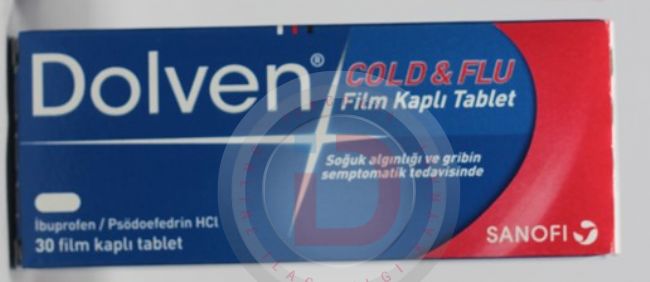 Dolven®
COLD & FLU
Film Kaplı Tablet
Soğuk algınlığı ve gribin
semptomatik tedavisinde
İbuprofen / Psödoefedrin HCl
30 film kaplı tablet
SANOFI